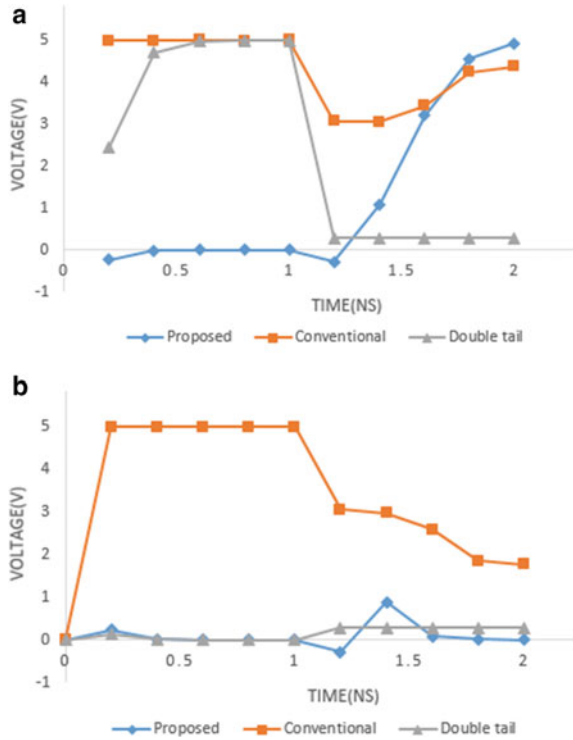 a
5
4
3
2
1
0
-1
VOLTAGE(V)
0 0.5 1 1.5 2
TIME(NS)
Proposed Conventional Double tail
b
5
4
3
2
1
0
-1
VOLTAGE(V)
0 0.5 1 1.5 2
TIME(NS)
Proposed Conventional Double tail